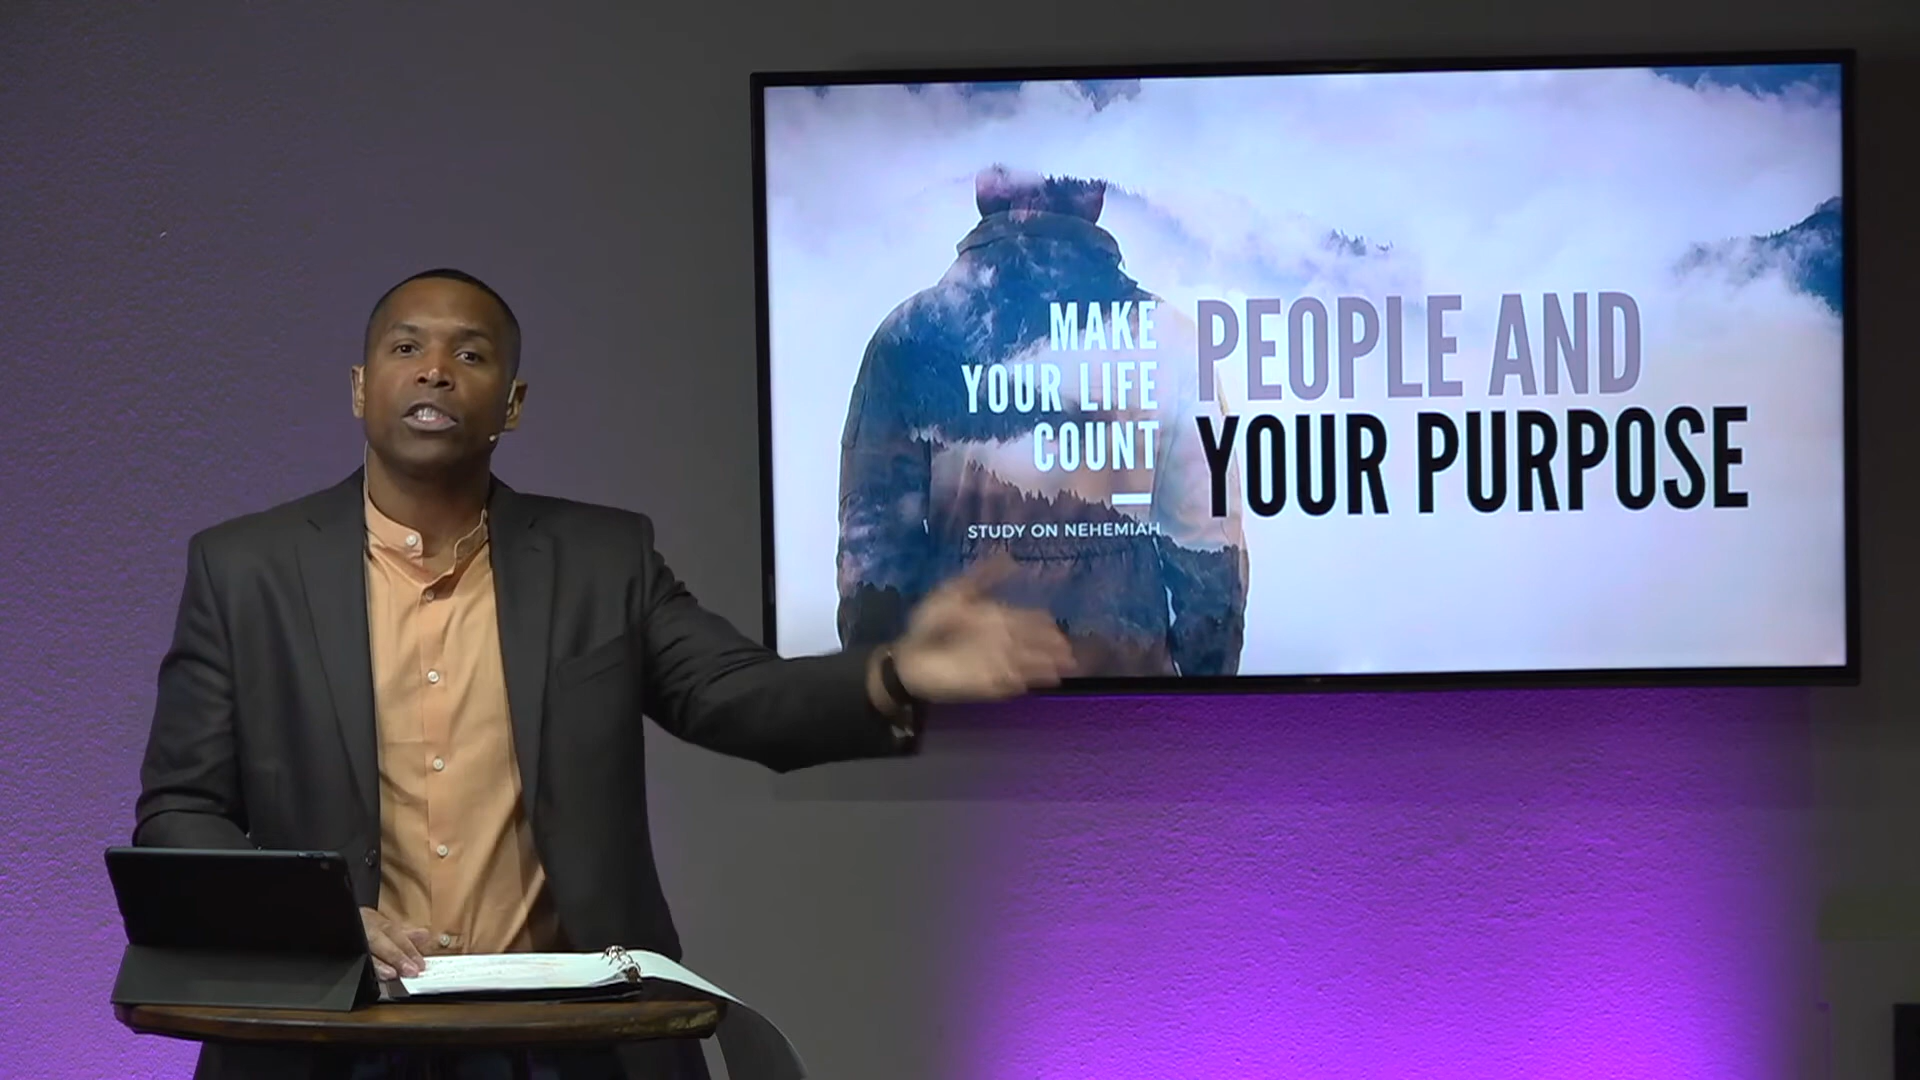 MAKE
YOUR LIFE
COUNT
STUDY ON NEHEMIAH
PEOPLE AND
YOUR PURPOSE